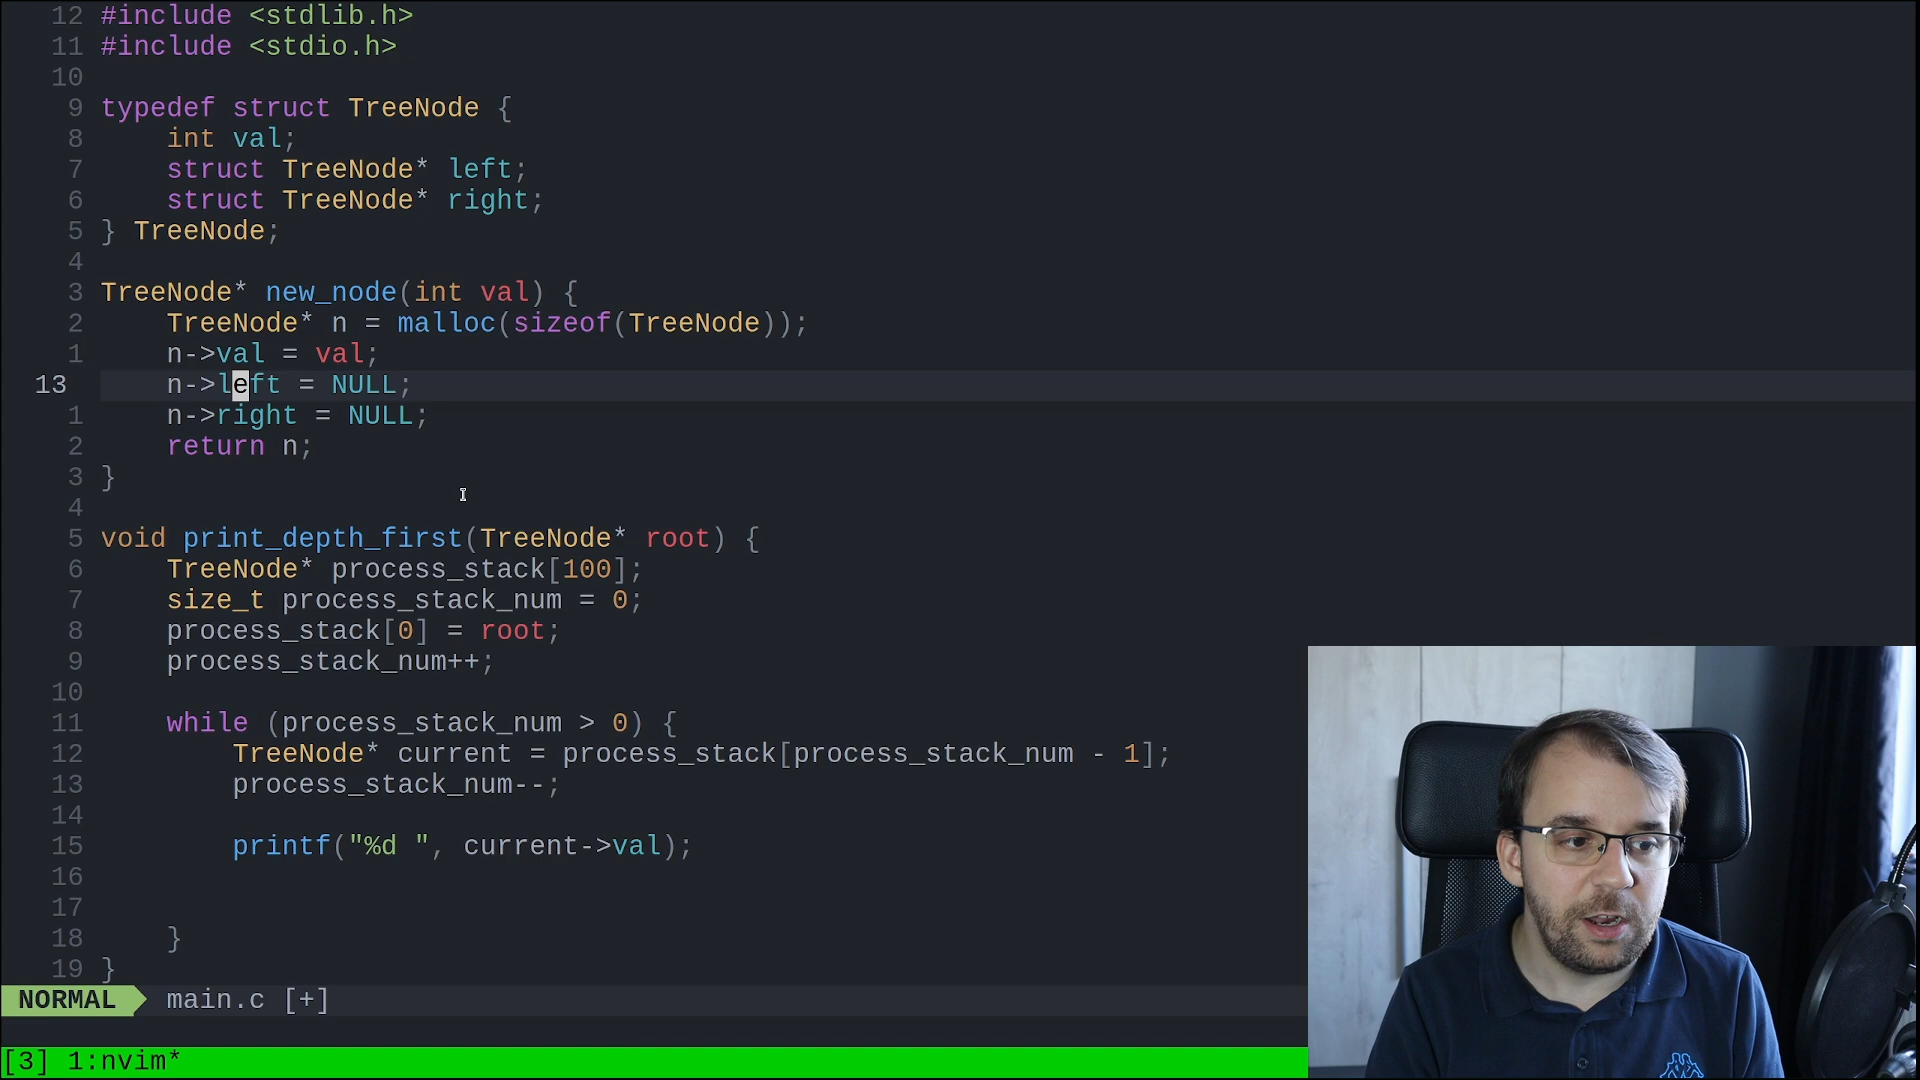 12 #include <stdlib.h>
11 #include <stdio.h>
10
9 typedef struct TreeNode {
8     int val;
7     struct TreeNode* left;
6     struct TreeNode* right;
5 } TreeNode;
4
3 TreeNode* new_node(int val) {
2     TreeNode* n = malloc(sizeof(TreeNode));
1     n->val = val;
13     n->left = NULL;
1     n->right = NULL;
2     return n;
3 }
4
5 void print_depth_first(TreeNode* root) {
6     TreeNode* process_stack[100];
7     size_t process_stack_num = 0;
8     process_stack[0] = root;
9     process_stack_num++;
10
11     while (process_stack_num > 0) {
12         TreeNode* current = process_stack[process_stack_num - 1];
13         process_stack_num--;
14
15         printf("%d ", current->val);
16
17
18     }
19 }
NORMAL main.c [+]
[3] 1:nvim*